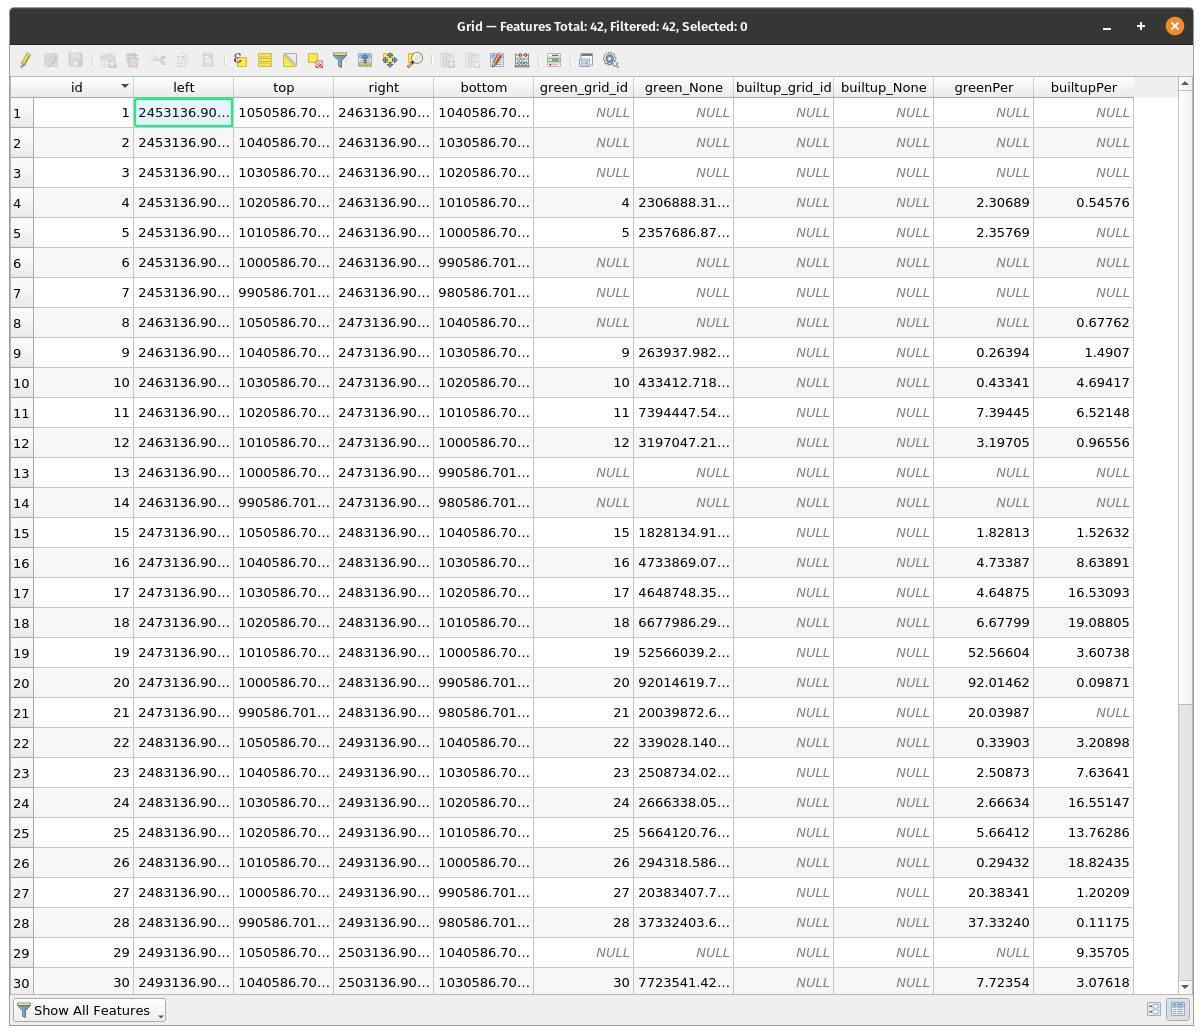 Grid — Features Total: 42, Filtered: 42, Selected: 0
id left top right bottom green_grid_id green_None builtup_grid_id builtup_None greenPer builtupPer
1 1 2453136.90... 1050586.70... 2463136.90... 1040586.70... NULL NULL NULL NULL NULL NULL
2 2 2453136.90... 1040586.70... 2463136.90... 1030586.70... NULL NULL NULL NULL NULL NULL
3 3 2453136.90... 1030586.70... 2463136.90... 1020586.70... NULL NULL NULL NULL NULL NULL
4 4 2453136.90... 1020586.70... 2463136.90... 1010586.70... 4 2306888.31... NULL NULL 2.30689 0.54576
5 5 2453136.90... 1010586.70... 2463136.90... 1000586.70... 5 2357686.87... NULL NULL 2.35769 NULL
6 6 2453136.90... 1000586.70... 2463136.90... 990586.701... NULL NULL NULL NULL NULL NULL
7 7 2453136.90... 990586.701... 2463136.90... 980586.701... NULL NULL NULL NULL NULL NULL
8 8 2463136.90... 1050586.70... 2473136.90... 1040586.70... NULL NULL NULL NULL NULL 0.67762
9 9 2463136.90... 1040586.70... 2473136.90... 1030586.70... 9 263937.982... NULL NULL 0.26394 1.4907
10 10 2463136.90... 1030586.70... 2473136.90... 1020586.70... 10 433412.718... NULL NULL 0.43341 4.69417
11 11 2463136.90... 1020586.70... 2473136.90... 1010586.70... 11 7394447.54... NULL NULL 7.39445 6.52148
12 12 2463136.90... 1010586.70... 2473136.90... 1000586.70... 12 3197047.21... NULL NULL 3.19705 0.96556
13 13 2463136.90... 1000586.70... 2473136.90... 990586.701... NULL NULL NULL NULL NULL NULL
14 14 2463136.90... 990586.701... 2473136.90... 980586.701... NULL NULL NULL NULL NULL NULL
15 15 2473136.90... 1050586.70... 2483136.90... 1040586.70... 15 1828134.91... NULL NULL 1.82813 1.52632
16 16 2473136.90... 1040586.70... 2483136.90... 1030586.70... 16 4733869.07... NULL NULL 4.73387 8.63891
17 17 2473136.90... 1030586.70... 2483136.90... 1020586.70... 17 4648748.35... NULL NULL 4.64875 16.53093
18 18 2473136.90... 1020586.70... 2483136.90... 1010586.70... 18 6677986.29... NULL NULL 6.67799 19.08805
19 19 2473136.90... 1010586.70... 2483136.90... 1000586.70... 19 52566039.2... NULL NULL 52.56604 3.60738
20 20 2473136.90... 1000586.70... 2483136.90... 990586.701... 20 92014619.7... NULL NULL 92.01462 0.09871
21 21 2473136.90... 990586.701... 2483136.90... 980586.701... 21 20039872.6... NULL NULL 20.03987 NULL
22 22 2483136.90... 1050586.70... 2493136.90... 1040586.70... 22 339028.140... NULL NULL 0.33903 3.20898
23 23 2483136.90... 1040586.70... 2493136.90... 1030586.70... 23 2508734.02... NULL NULL 2.50873 7.63641
24 24 2483136.90... 1030586.70... 2493136.90... 1020586.70... 24 2666338.05... NULL NULL 2.66634 16.55147
25 25 2483136.90... 1020586.70... 2493136.90... 1010586.70... 25 5664120.76... NULL NULL 5.66412 13.76286
26 26 2483136.90... 1010586.70... 2493136.90... 1000586.70... 26 294318.586... NULL NULL 0.29432 18.82435
27 27 2483136.90... 1000586.70... 2493136.90... 990586.701... 27 20383407.7... NULL NULL 20.38341 1.20209
28 28 2483136.90... 990586.701... 2493136.90... 980586.701... 28 37332403.6... NULL NULL 37.33240 0.11175
29 29 2493136.90... 1050586.70... 2503136.90... 1040586.70... NULL NULL NULL NULL NULL 9.35705
30 30 2493136.90... 1040586.70... 2503136.90... 1030586.70... 30 7723541.42... NULL NULL 7.72354 3.07618
Show All Features